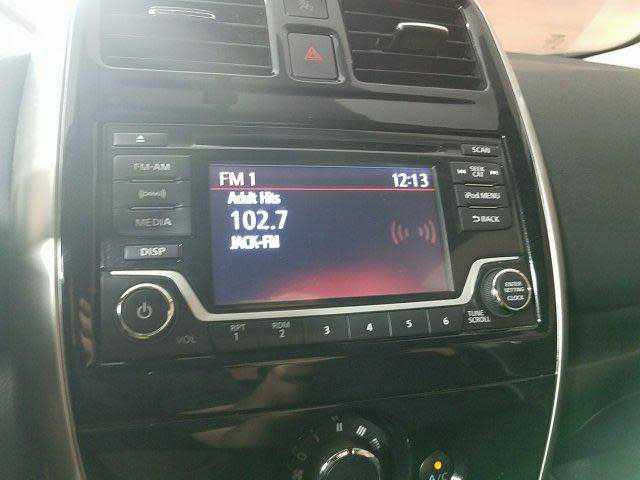 SCAN
FM·AM
SEEK
CAT
iPod MENU
MEDIA
BACK
DISP
FM 1
12:13
Adult Hits
102.7
JACK-FM
ENTER
SETTING
CLOCK
VOL
RPT
1
RDM
2
3
4
5
6
TUNE
SCROLL
0
A/C